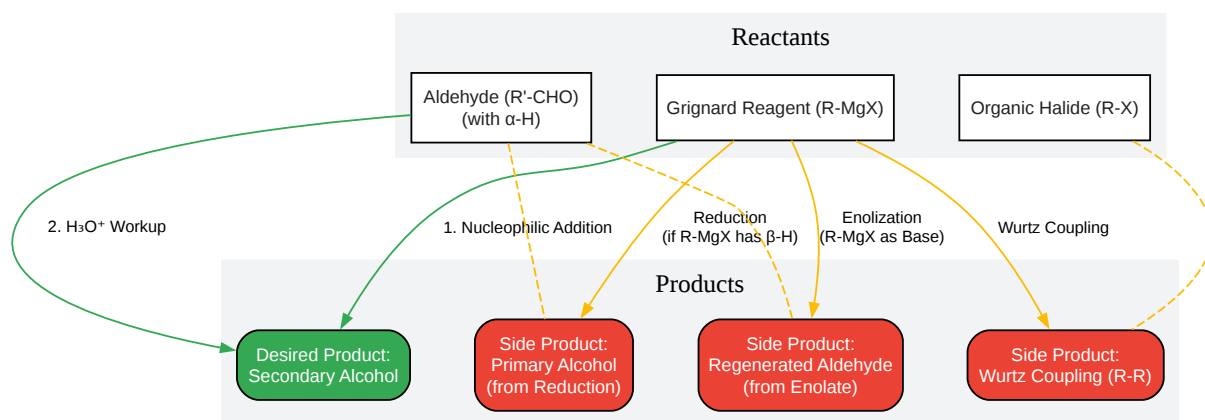 Reactants
Aldehyde (R'-CHO)
(with α-H)
Grignard Reagent (R-MgX)
Organic Halide (R-X)
2. H₃O⁺ Workup
1. Nucleophilic Addition
Reduction
(if R-MgX has β-H)
Enolization
(R-MgX as Base)
Wurtz Coupling
Products
Desired Product:
Secondary Alcohol
Side Product:
Primary Alcohol
(from Reduction)
Side Product:
Regenerated Aldehyde
(from Enolate)
Side Product:
Wurtz Coupling (R-R)